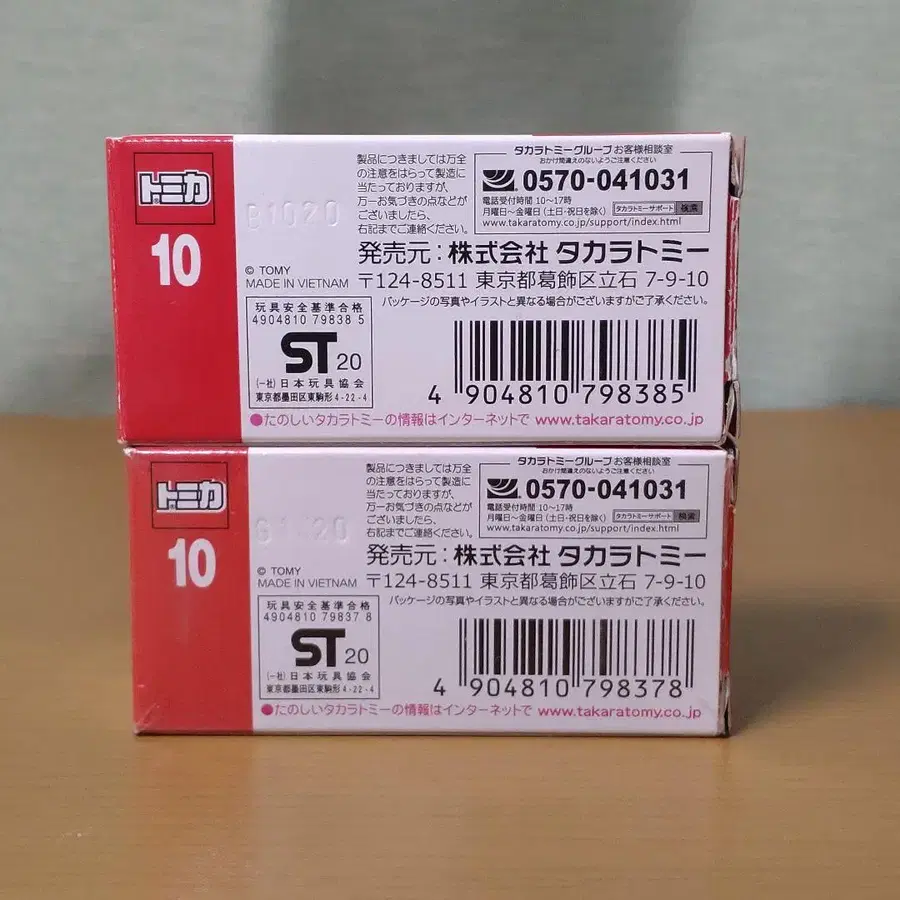 トミカ
10
B1020
© TOMY
MADE IN VIETNAM
製品につきましては万全
の注意をはらって製造に
当たっておりますが、
万一お気づきの点などが
ございましたら、
右記までご連絡ください。
タカラトミーグループお客様相談室
おかけ間違えのないようご注意ください
0570-041031
電話受付時間 10〜17時
月曜日〜金曜日(土日・祝日を除く) タカラトミーサポート 検索
www.takaratomy.co.jp/support/index.html
発売元:株式会社 タカラトミー
〒124-8511 東京都葛飾区立石 7-9-10
パッケージの写真やイラストと異なる場合がございますがご了承ください。
玩具安全基準合格
4904810 79838 5
ST 20
(一社)日本玩具協会
東京都墨田区東駒形4-22-4
4 904810 798385
●たのしいタカラトミーの情報はインターネットで www.takaratomy.co.jp
トミカ
10
© TOMY
MADE IN VIETNAM
製品につきましては万全
の注意をはらって製造に
当たっておりますが、
万一お気づきの点などが
ございましたら、
右記までご連絡ください。
タカラトミーグループお客様相談室
おかけ間違えのないようご注意ください
0570-041031
電話受付時間 10〜17時
月曜日〜金曜日(土日・祝日を除く) タカラトミーサポート 検索
www.takaratomy.co.jp/support/index.html
発売元:株式会社 タカラトミー
〒124-8511 東京都葛飾区立石 7-9-10
パッケージの写真やイラストと異なる場合がございますがご了承ください。
玩具安全基準合格
4904810 79837 8
ST 20
(一社)日本玩具協会
東京都墨田区東駒形4-22-4
4 904810 798378
●たのしいタカラトミーの情報はインターネットで www.takaratomy.co.jp